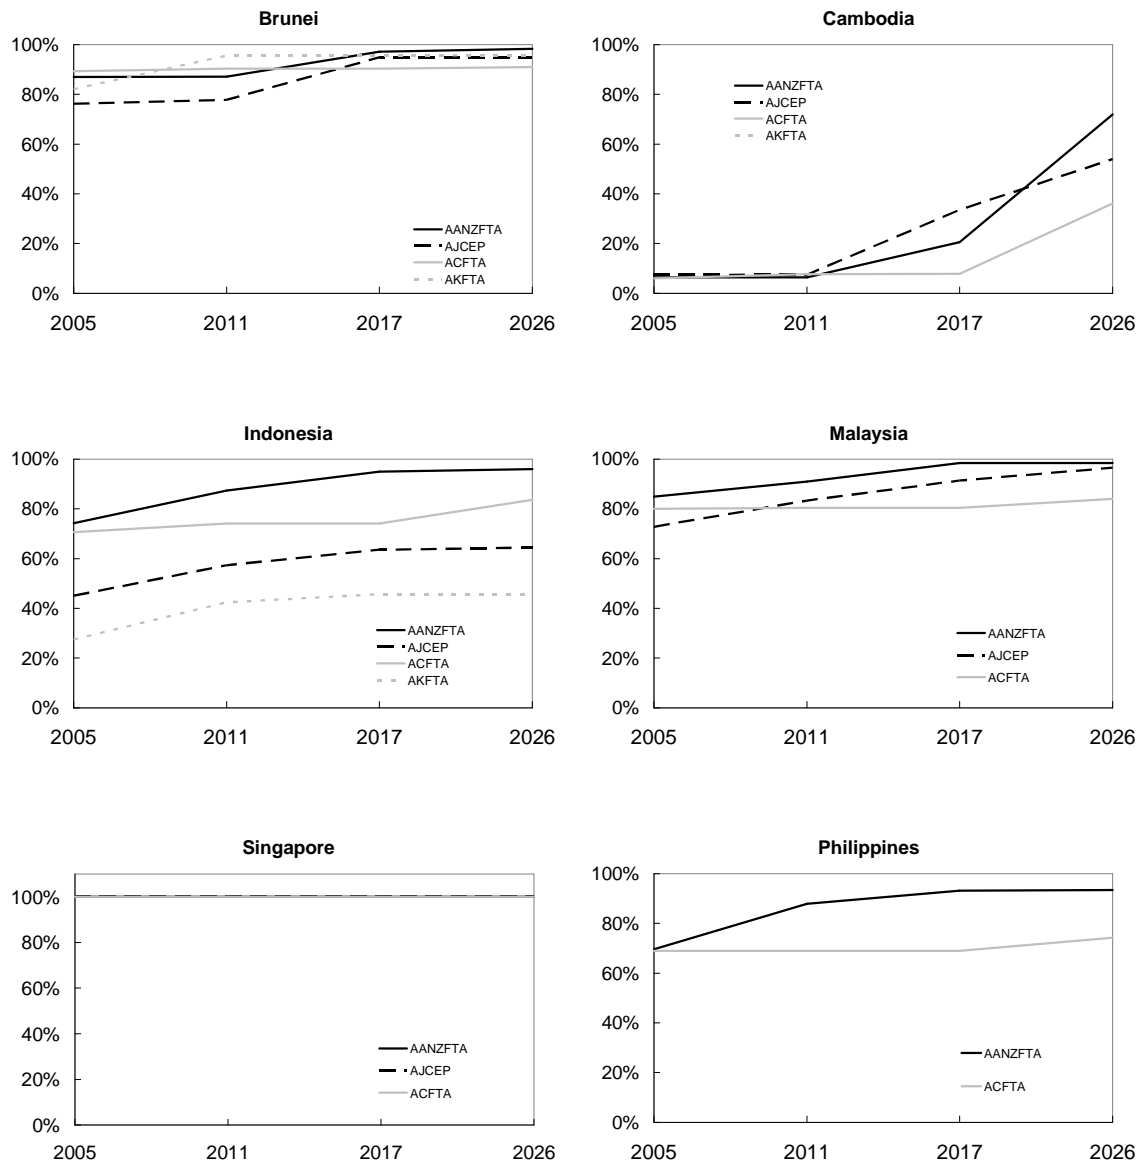 Brunei
100%
80%
60%
40%
20%
0%
AANZFTA
AJCEP
ACFTA
AKFTA
2005 2011 2017 2026
Cambodia
100%
80%
60%
40%
20%
0%
AANZFTA
AJCEP
ACFTA
AKFTA
2005 2011 2017 2026
Indonesia
100%
80%
60%
40%
20%
0%
AANZFTA
AJCEP
ACFTA
AKFTA
2005 2011 2017 2026
Malaysia
100%
80%
60%
40%
20%
0%
AANZFTA
AJCEP
ACFTA
2005 2011 2017 2026
Singapore
100%
80%
60%
40%
20%
0%
AANZFTA
AJCEP
ACFTA
2005 2011 2017 2026
Philippines
100%
80%
60%
40%
20%
0%
AANZFTA
ACFTA
2005 2011 2017 2026